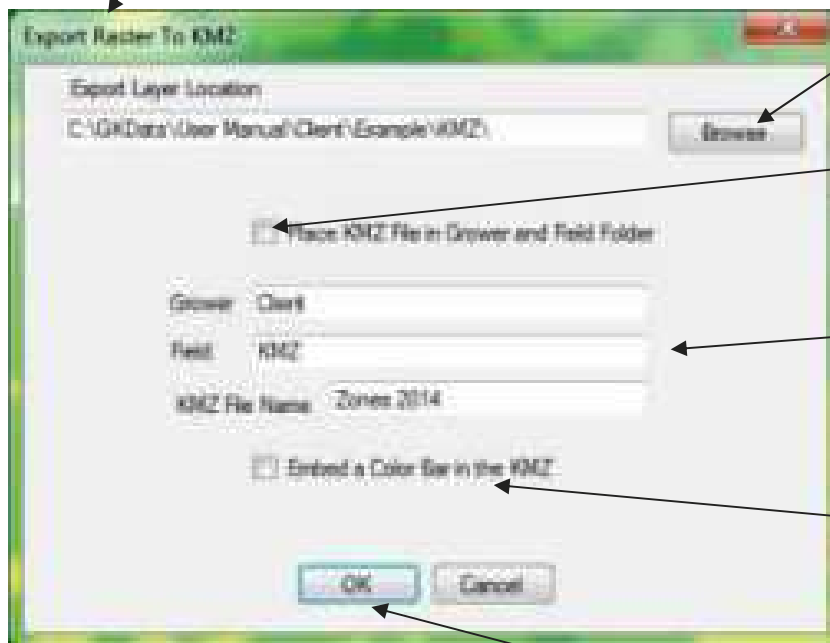 Export Raster To KMZ
Export Layer Location
C:\GKData\User Manual\Client\Example\KMZ\
Browse
Place KMZ File in Grower and Field Folder
Grower Client
Field KMZ
KMZ File Name Zones 2014
Embed a Color Bar in the KMZ
OK Cancel